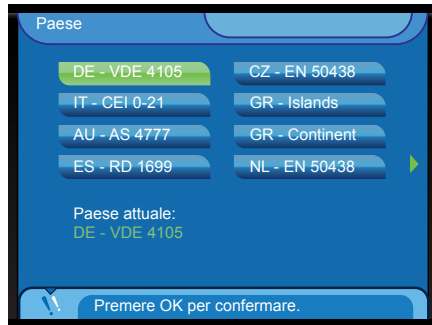 Paese
DE - VDE 4105
CZ - EN 50438
IT - CEI 0-21
GR - Islands
AU - AS 4777
GR - Continent
ES - RD 1699
NL - EN 50438
Paese attuale:
DE - VDE 4105
Premere OK per confermare.